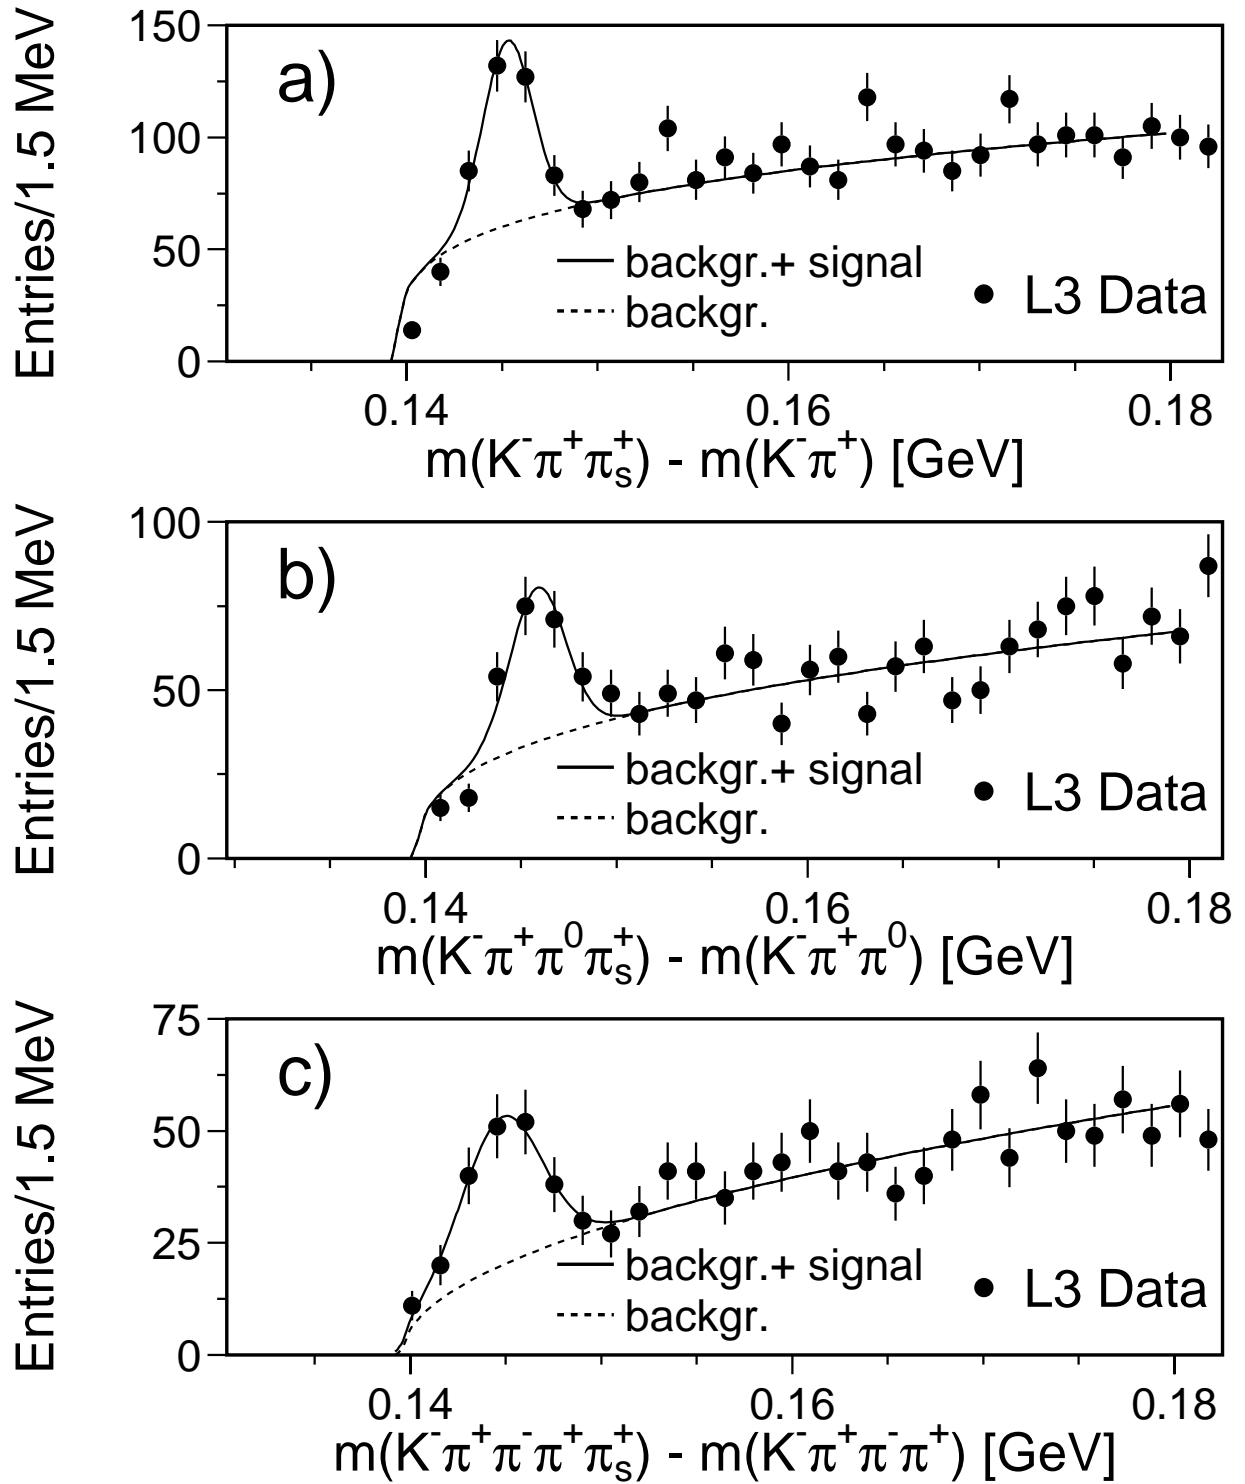 Entries/1.5 MeV
150
100
50
0
a)
backgr.+ signal
backgr.
L3 Data
0.14 0.16 0.18
m(K⁻π⁺πₛ⁺) - m(K⁻π⁺) [GeV]
Entries/1.5 MeV
100
50
0
b)
backgr.+ signal
backgr.
L3 Data
0.14 0.16 0.18
m(K⁻π⁺π⁰πₛ⁺) - m(K⁻π⁺π⁰) [GeV]
Entries/1.5 MeV
75
50
25
0
c)
backgr.+ signal
backgr.
L3 Data
0.14 0.16 0.18
m(K⁻π⁺π⁻π⁺πₛ⁺) - m(K⁻π⁺π⁻π⁺) [GeV]